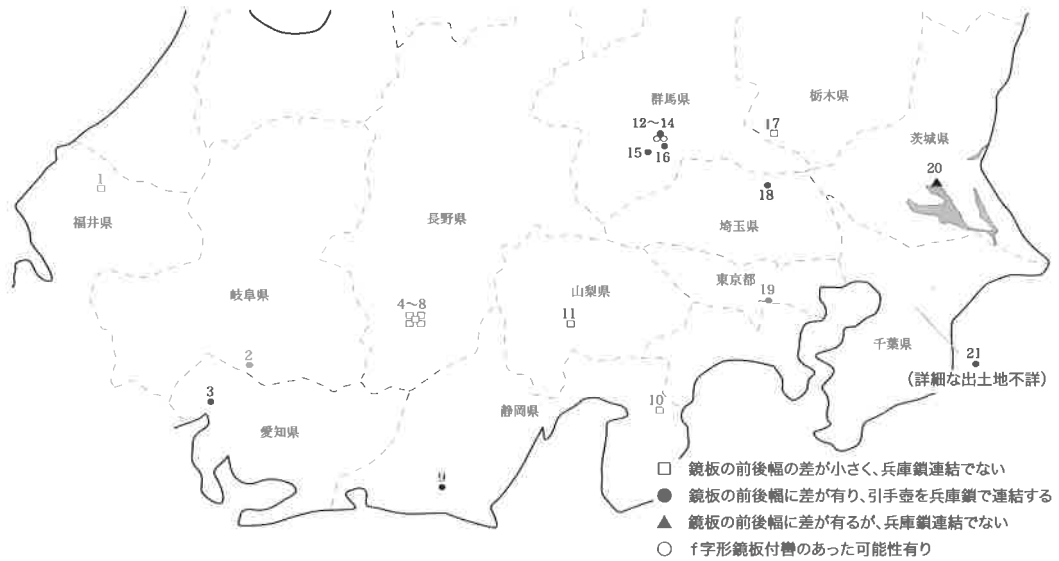 群馬県
栃木県
12～14
17
茨城県
15
16
20
1
18
福井県
長野県
埼玉県
岐阜県
4～8
山梨県
東京都
19
11
千葉県
21
(詳細な出土地不詳)
2
3
愛知県
静岡県
10
9
□ 鏡板の前後幅の差が小さく、兵庫鎖連結でない
● 鏡板の前後幅に差が有り、引手壺を兵庫鎖で連結する
▲ 鏡板の前後幅に差が有るが、兵庫鎖連結でない
○ f字形鏡板付轡のあった可能性有り